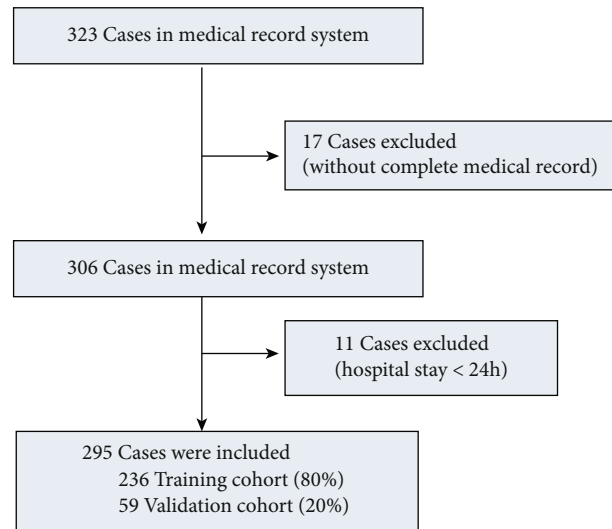 323 Cases in medical record system
17 Cases excluded
(without complete medical record)
306 Cases in medical record system
11 Cases excluded
(hospital stay < 24h)
295 Cases were included
236 Training cohort (80%)
59 Validation cohort (20%)